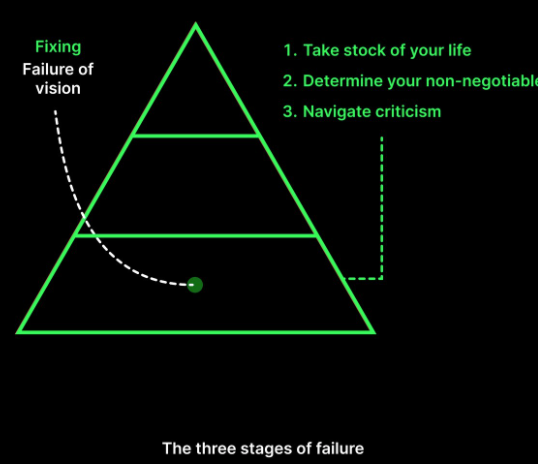 Fixing
Failure of
vision
1. Take stock of your life
2. Determine your non-negotiable
3. Navigate criticism
The three stages of failure